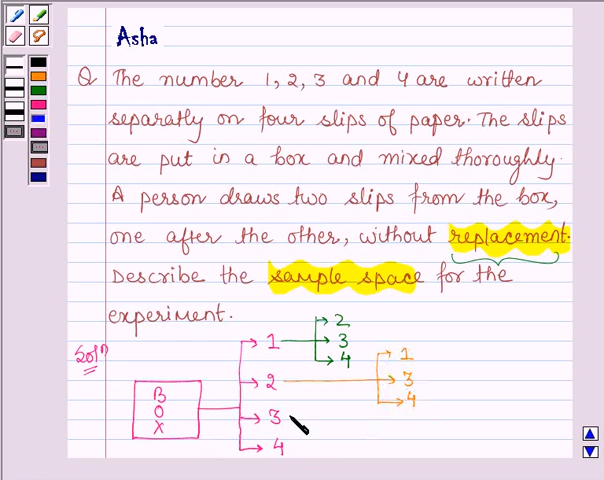 Asha
Q The number 1, 2, 3 and 4 are written
separatly on four slips of paper. The slips
are put in a box and mixed thoroughly.
A person draws two slips from the box,
one after the other, without replacement.
Describe the sample space for the
experiment.
Solⁿ
BOX
1
2
3
4
2
3
4
1
3
4